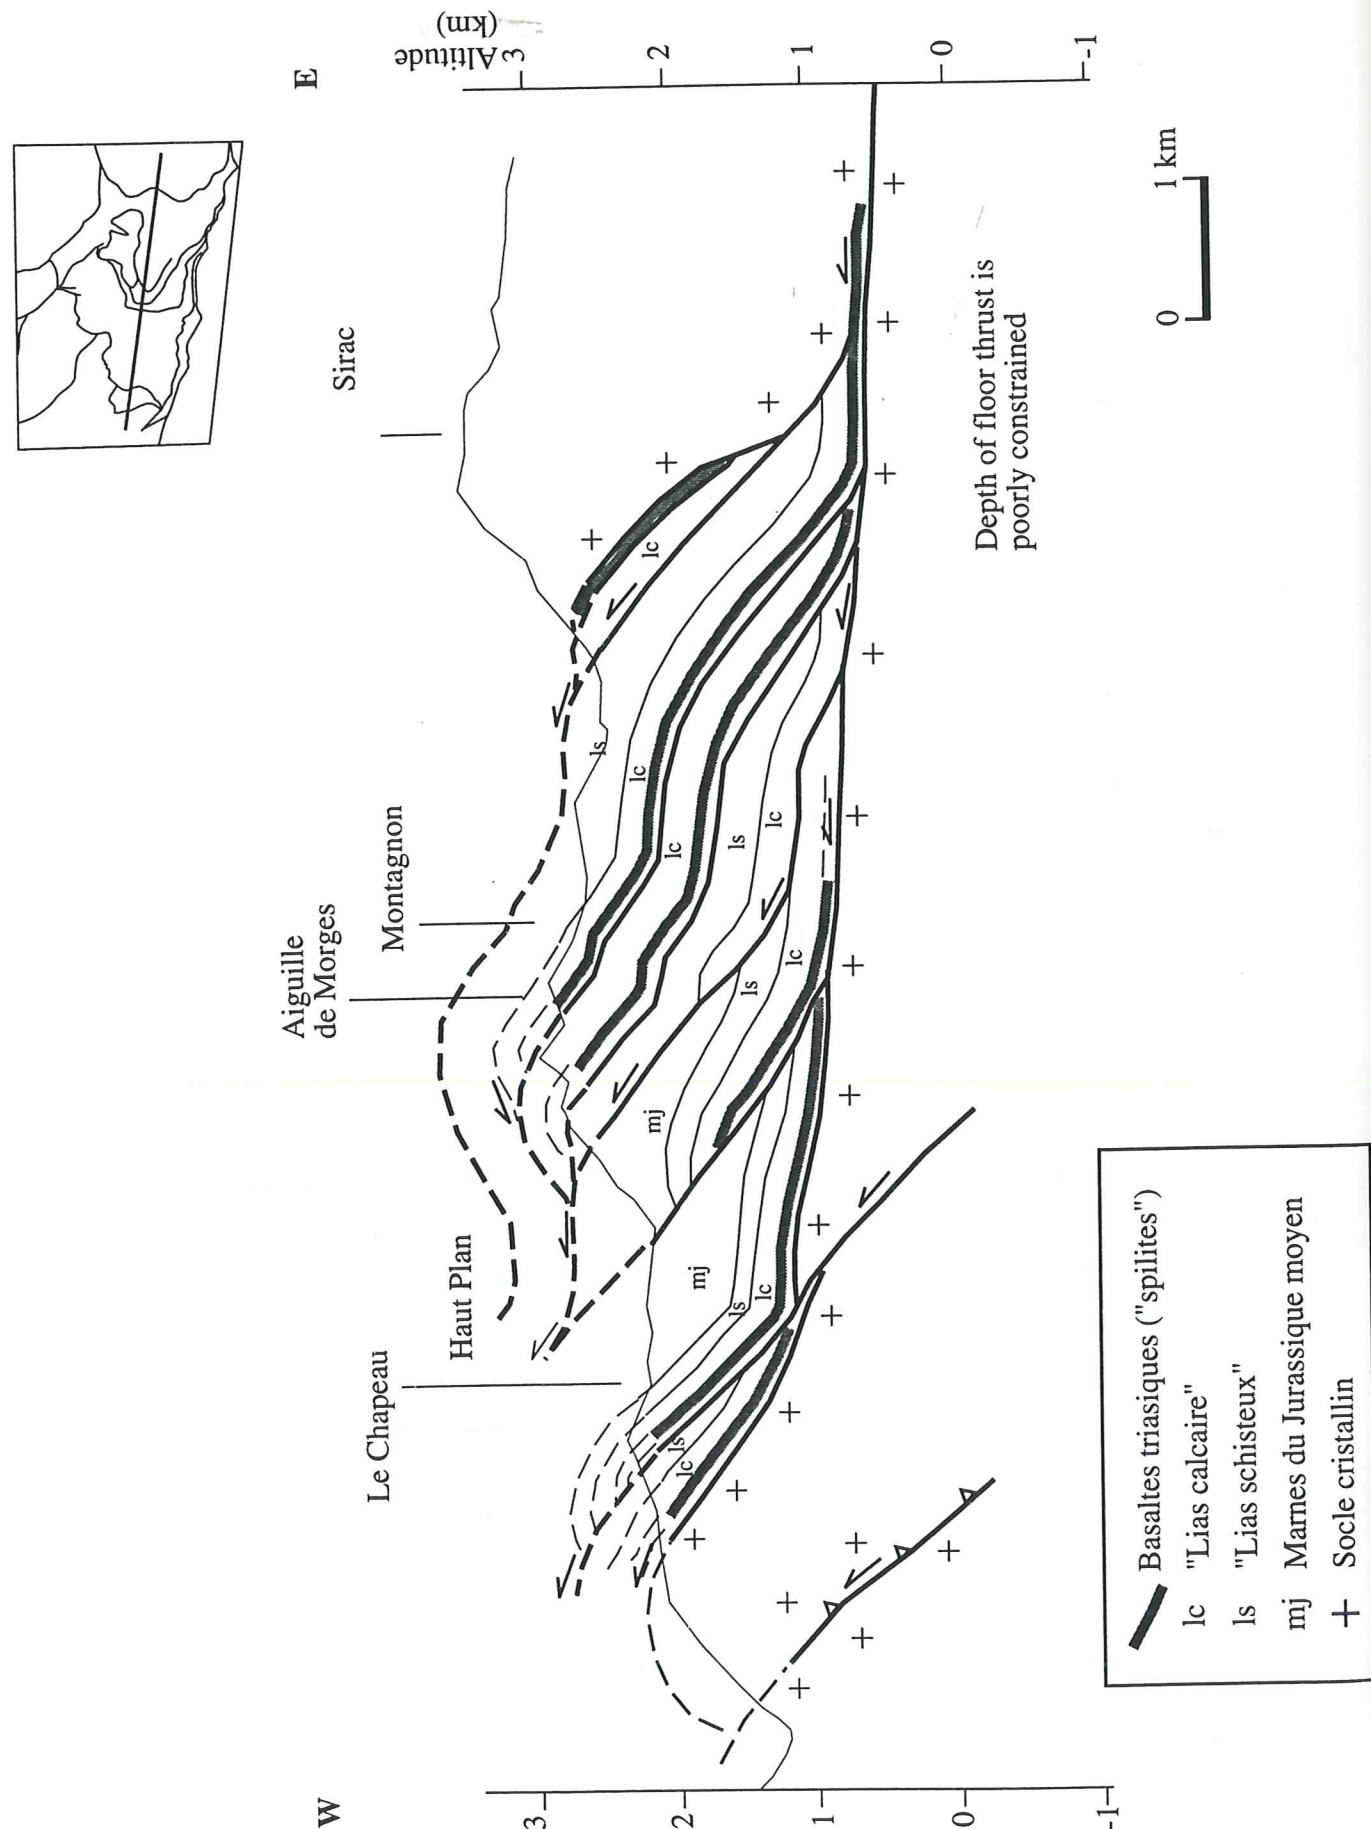 W
E
Altitude
(km)
3
2
1
0
-1
3
2
1
0
-1
Le Chapeau
Haut Plan
Aiguille
de Morges
Montagnon
Sirac
lc
ls
lc
lc
ls
lc
ls
lc
mj
mj
ls
lc
ls
lc
Depth of floor thrust is
poorly constrained
0 1 km
Basaltes triasiques ("spilites")
lc "Lias calcaire"
ls "Lias schisteux"
mj Marnes du Jurassique moyen
+ Socle cristallin